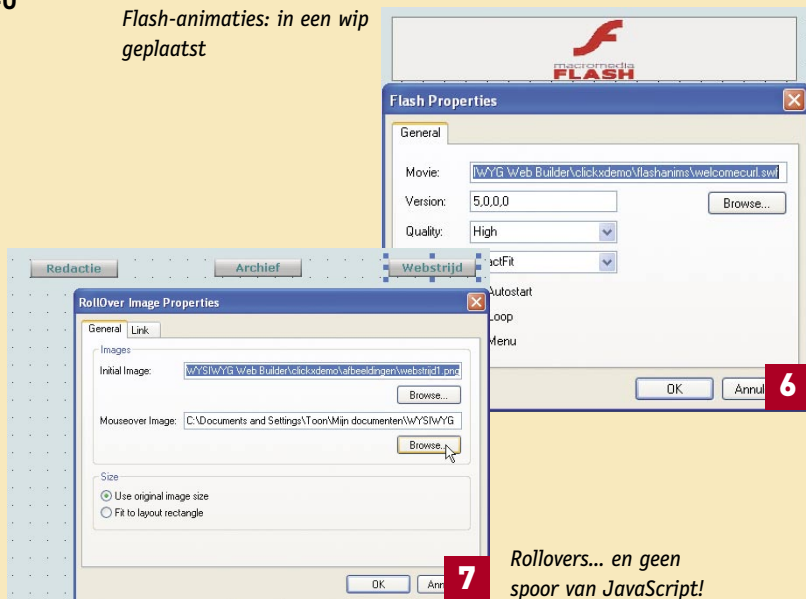 Flash-animaties: in een wip
geplaatst
macromedia
FLASH
Flash Properties
General
Movie: IWYG Web Builder\clickxdemo\flashanims\welcomecurl.swf
Version: 5,0,0,0 Browse...
Quality: High
actFit
Autostart
Loop
Menu
OK Annul
6
Redactie Archief Webstrijd
RollOver Image Properties
General Link
Images
Initial Image: WYSIWYG Web Builder\clickxdemo\afbeeldingen\webstrijd1.png
Browse...
Mouseover Image: C:\Documents and Settings\Toon\Mijn documenten\WYSIWYG
Browse...
Size
Use original image size
Fit to layout rectangle
OK Ann
7
Rollovers... en geen
spoor van JavaScript!